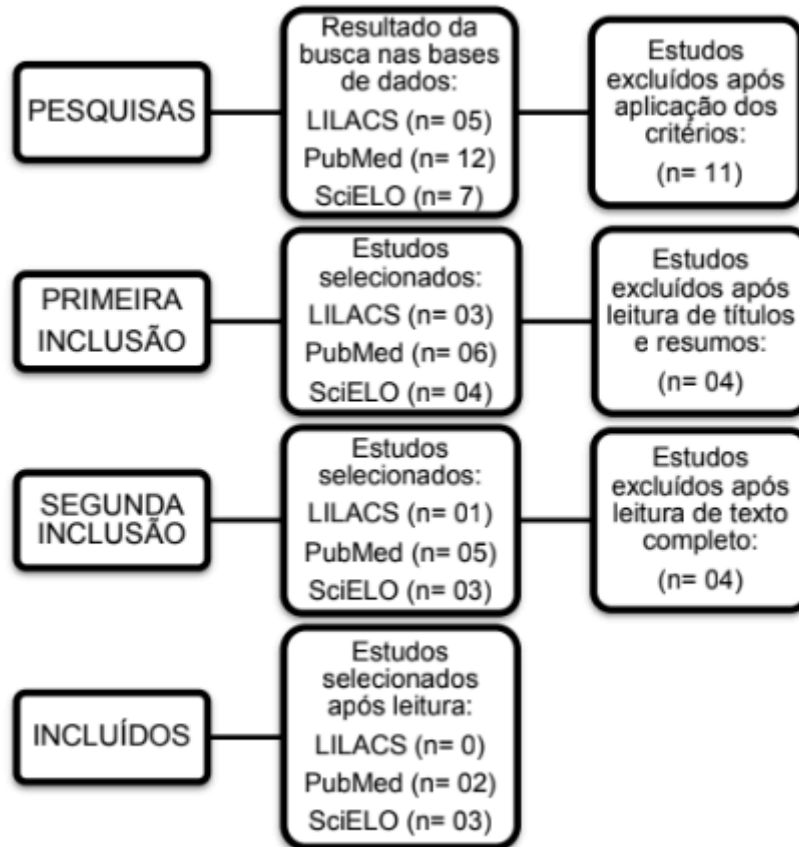 PESQUISAS
Resultado da
busca nas bases
de dados:
LILACS (n= 05)
PubMed (n= 12)
SciELO (n= 7)
Estudos
excluídos após
aplicação dos
critérios:
(n= 11)
PRIMEIRA
INCLUSÃO
Estudos
selecionados:
LILACS (n= 03)
PubMed (n= 06)
SciELO (n= 04)
Estudos
excluídos após
leitura de títulos
e resumos:
(n= 04)
SEGUNDA
INCLUSÃO
Estudos
selecionados:
LILACS (n= 01)
PubMed (n= 05)
SciELO (n= 03)
Estudos
excluídos após
leitura de texto
completo:
(n= 04)
INCLUÍDOS
Estudos
selecionados
após leitura:
LILACS (n= 0)
PubMed (n= 02)
SciELO (n= 03)